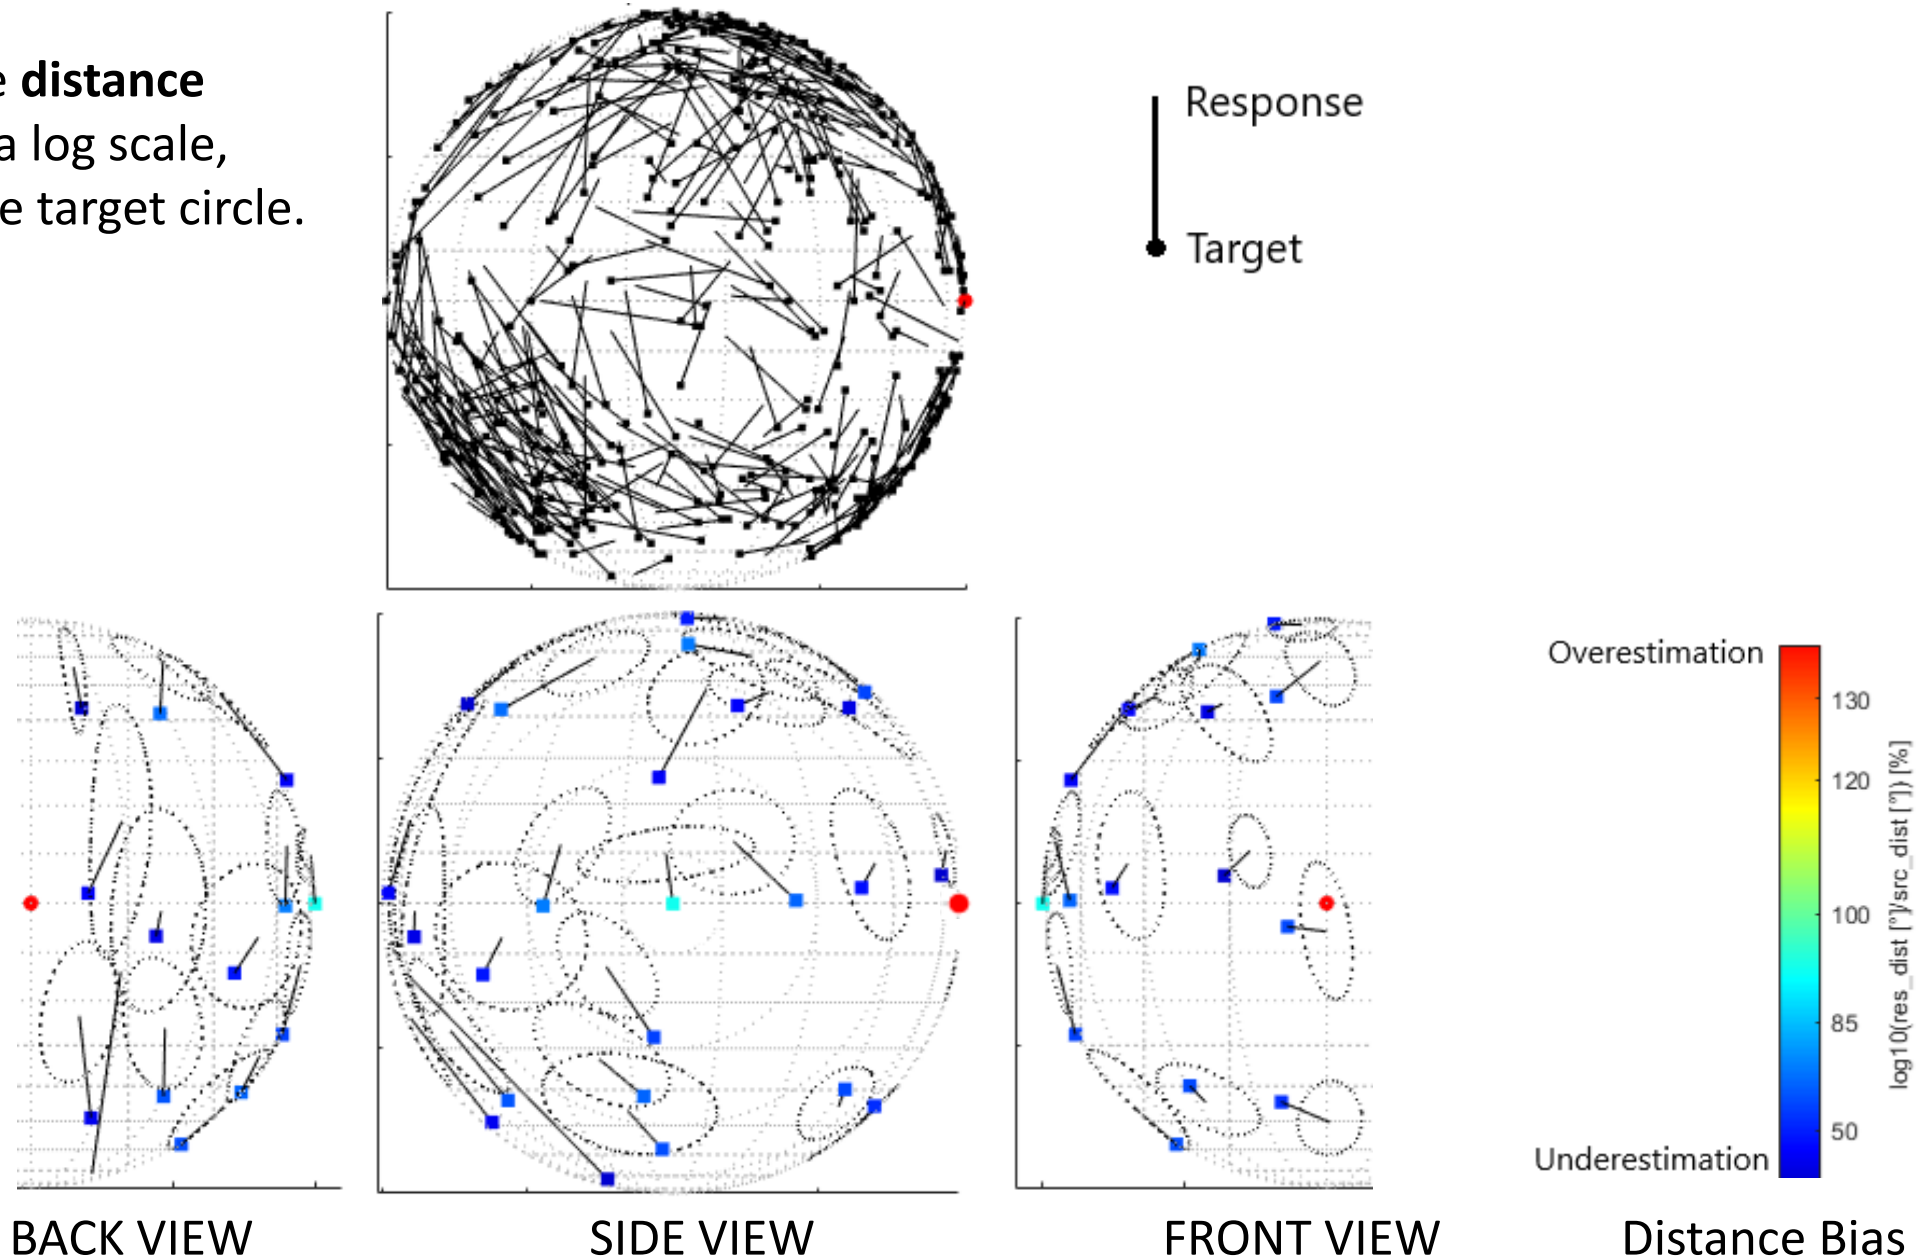 e distance
a log scale,
e target circle.
Response
Target
Overestimation
130
120
100
85
50
Underestimation
log10(res_dist [°]/src_dist [°]) [%]
BACK VIEW
SIDE VIEW
FRONT VIEW
Distance Bias